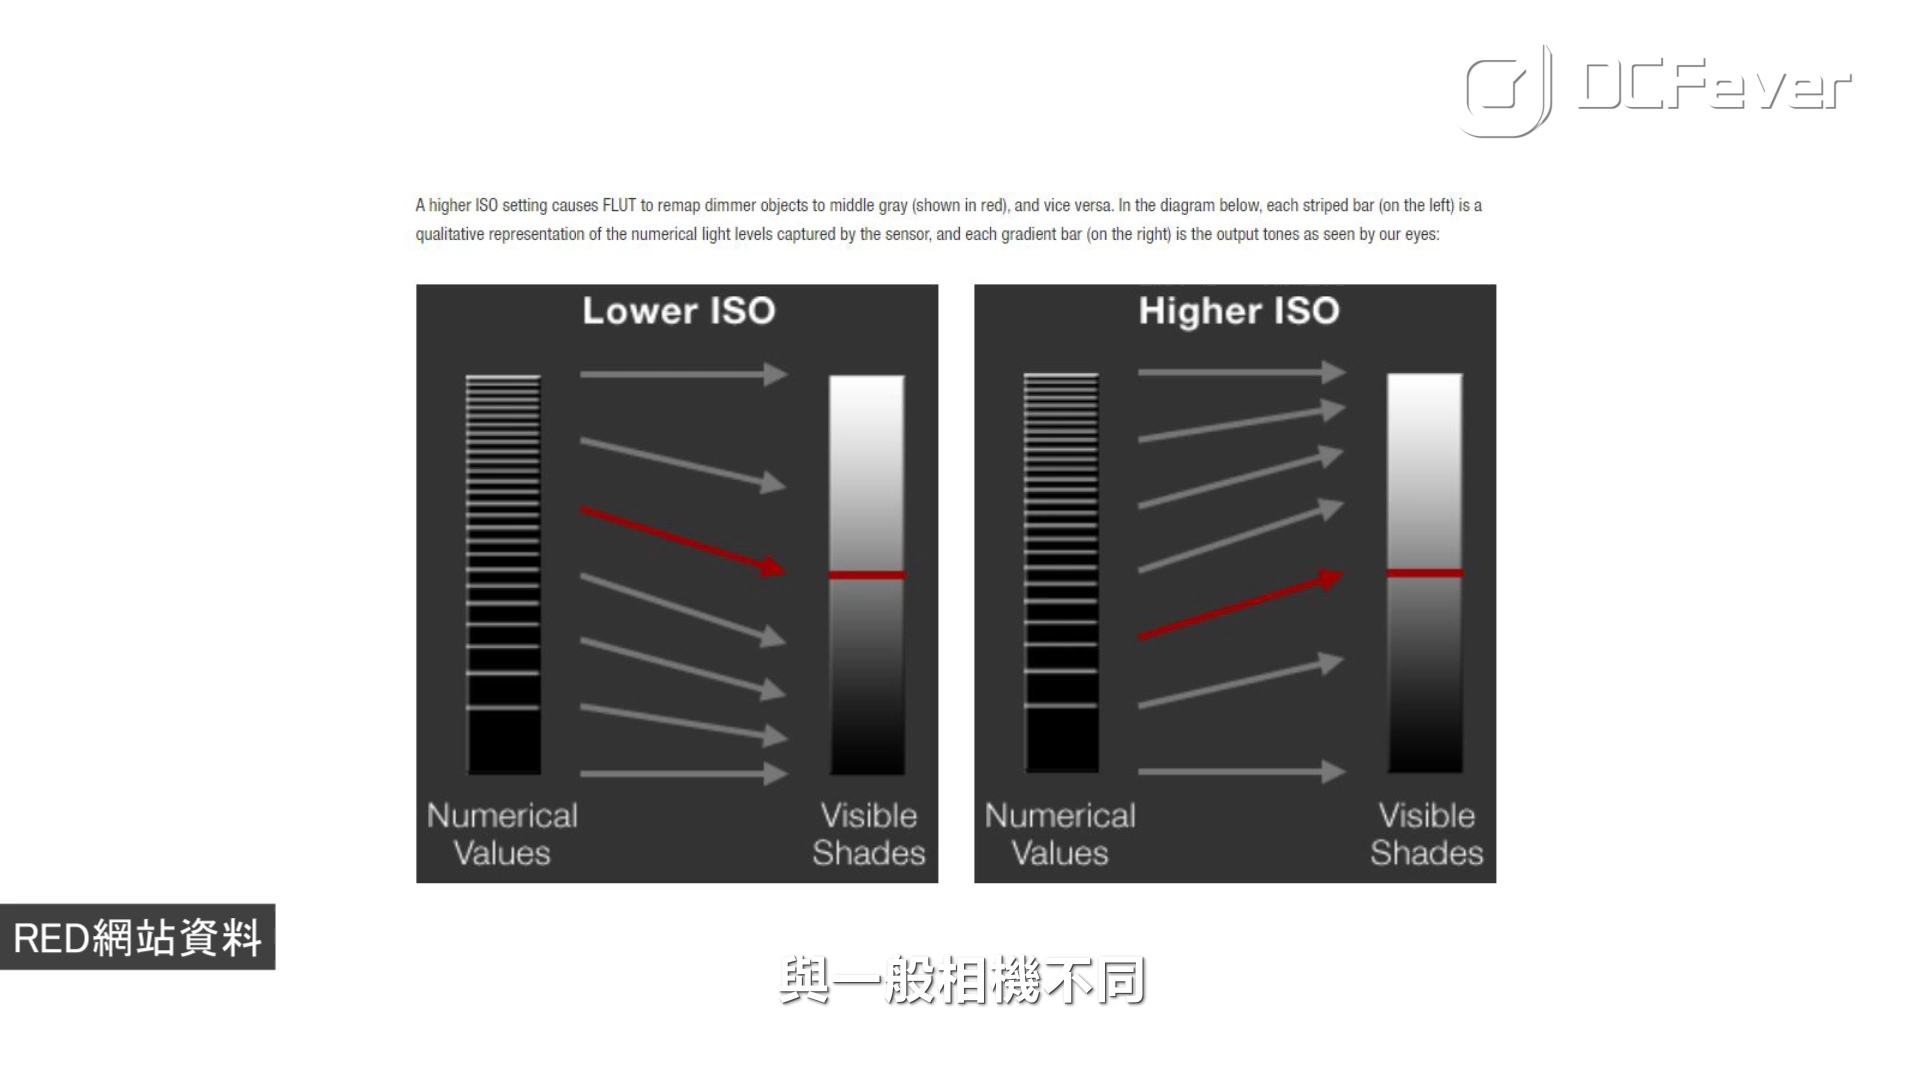 DCFever
A higher ISO setting causes FLUT to remap dimmer objects to middle gray (shown in red), and vice versa. In the diagram below, each striped bar (on the left) is a
qualitative representation of the numerical light levels captured by the sensor, and each gradient bar (on the right) is the output tones as seen by our eyes:
Lower ISO
Numerical
Values
Visible
Shades
Higher ISO
Numerical
Values
Visible
Shades
RED網站資料
與一般相機不同